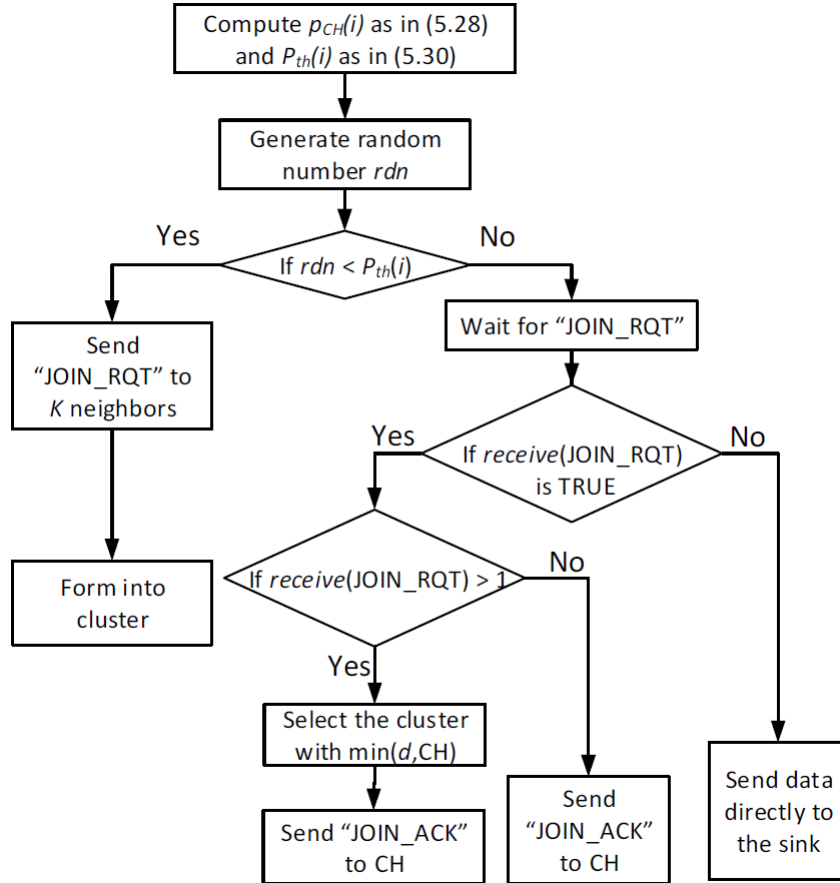 Compute p_CH(i) as in (5.28)
and P_th(i) as in (5.30)
Generate random
number rdn
Yes
No
If rdn < P_th(i)
Send
“JOIN_RQT” to
K neighbors
Wait for “JOIN_RQT”
Yes
No
If receive(JOIN_RQT)
is TRUE
Form into
cluster
If receive(JOIN_RQT) > 1
No
Yes
Select the cluster
with min(d,CH)
Send “JOIN_ACK”
to CH
Send
“JOIN_ACK”
to CH
Send data
directly to
the sink